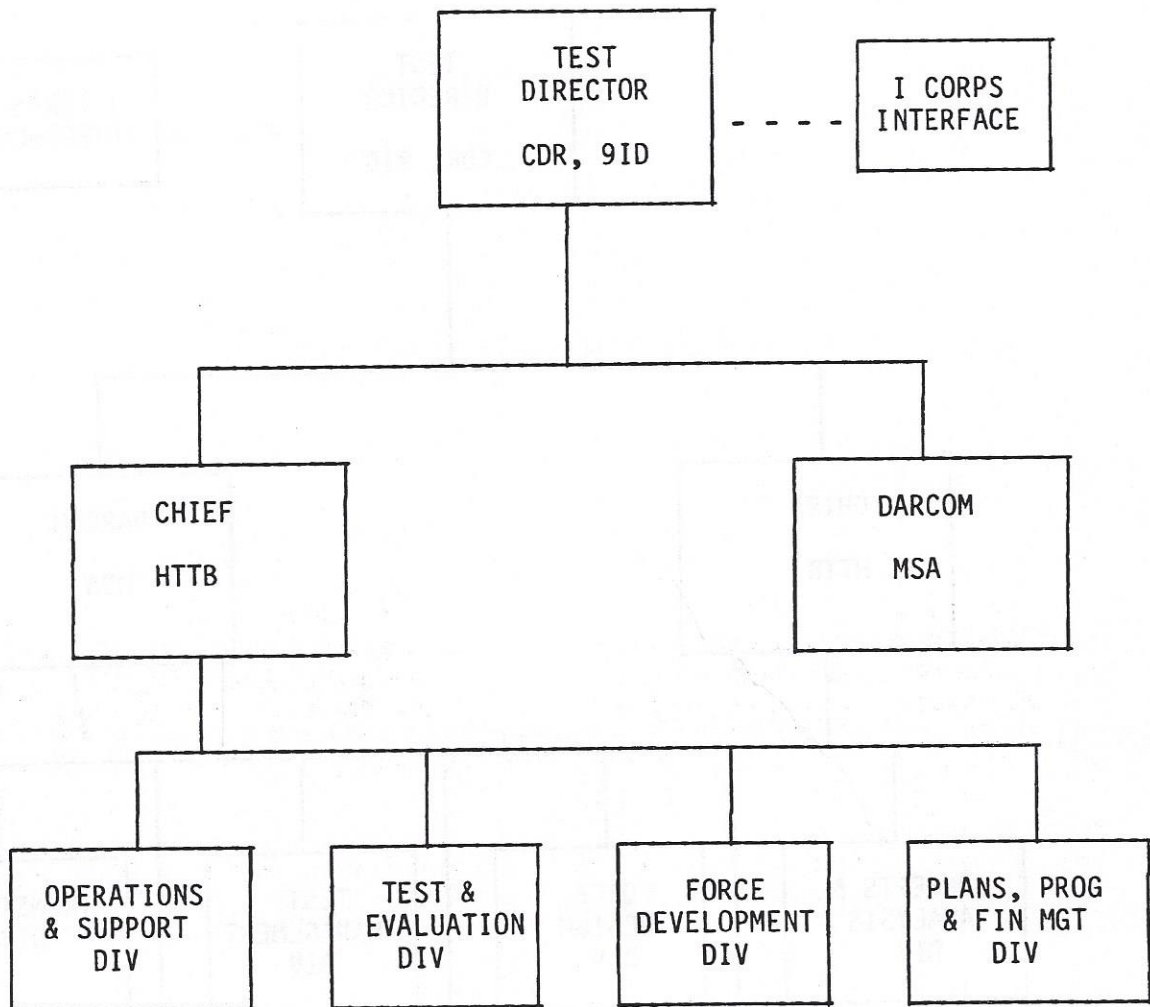 TEST
DIRECTOR
CDR, 9ID
I CORPS
INTERFACE
CHIEF
HTTB
DARCOM
MSA
OPERATIONS
& SUPPORT
DIV
TEST &
EVALUATION
DIV
FORCE
DEVELOPMENT
DIV
PLANS, PROG
& FIN MGT
DIV